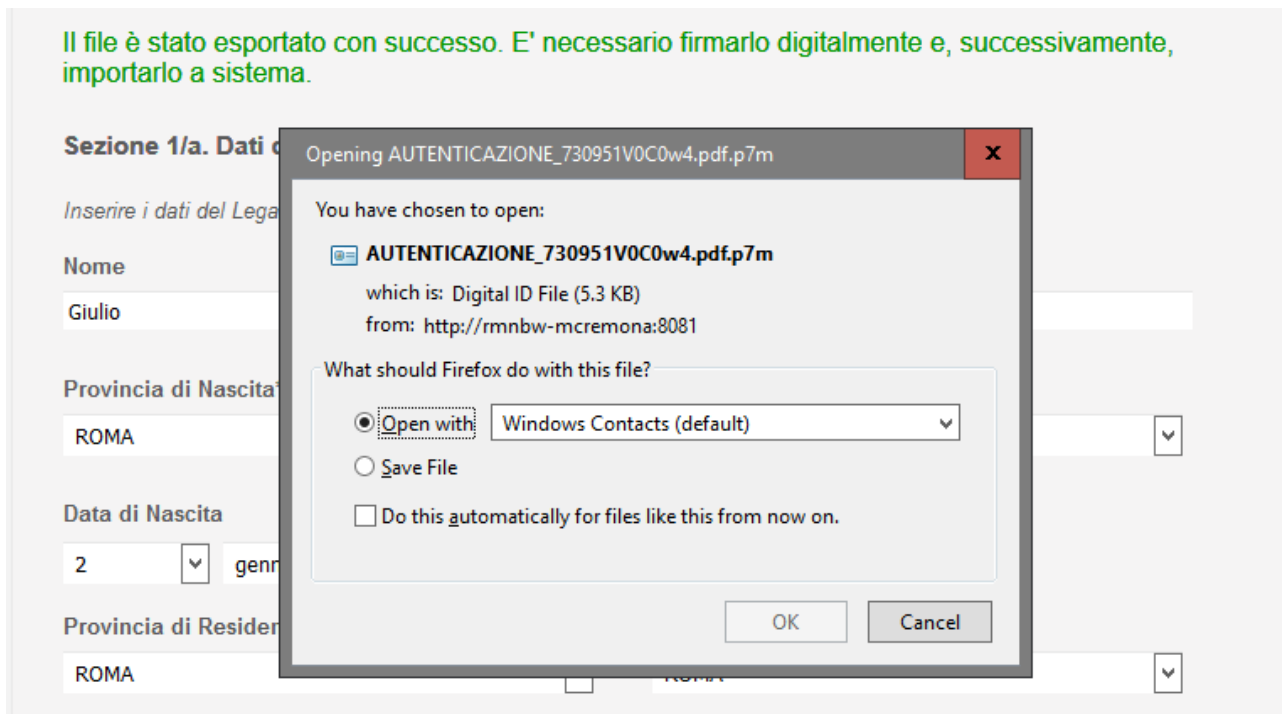 Il file è stato esportato con successo. E' necessario firmarlo digitalmente e, successivamente,
importarlo a sistema.
Sezione 1/a. Dati
Opening AUTENTICAZIONE_730951V0C0w4.pdf.p7m
x
Inserire i dati del
You have chosen to open:
AUTENTICAZIONE_730951V0C0w4.pdf.p7m
Nome
which is: Digital ID File (5.3 KB)
Giulio
from: http://rmnbw-mcremona:8081
What should Firefox do with this file?
Provincia di Nascita
Open with
Windows Contacts (default)
ROMA
Save File
Data di Nascita
Do this automatically for files like this from now on.
2
OK
Cancel
Provincia di
ROMA